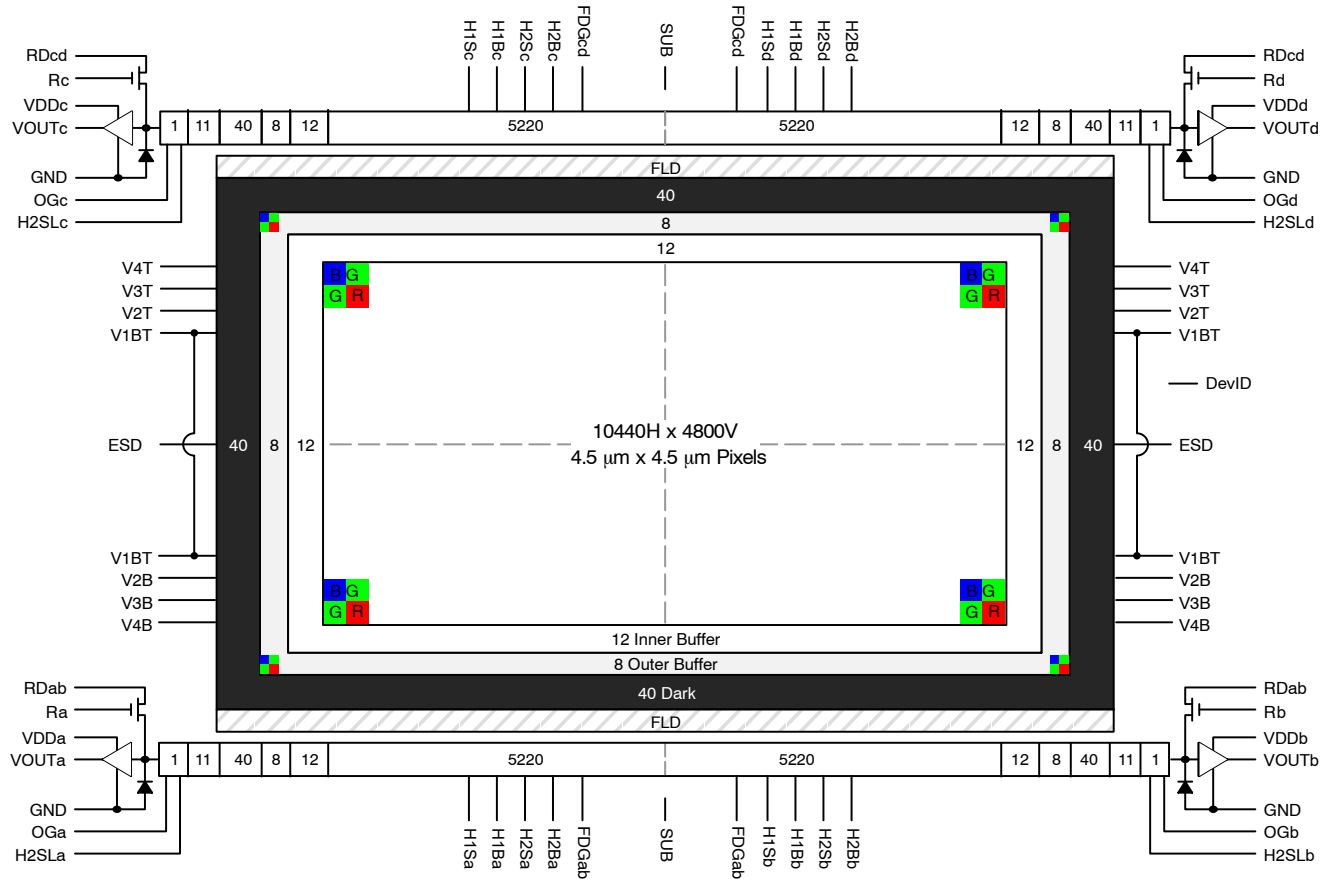 H1Sc H1Bc H2Sc H2Bc FDGcd SUB FDGcd H1Sd H1Bd H2Sd H2Bd
RDcd RDcd
Rc Rd
VDDc VDDd
VOUTc 1 11 40 8 12 5220 5220 12 8 40 11 1 VOUTd
FLD
GND GND
40
OGc OGd
H2SLc 8 H2SLd
12
V4T B G B G V4T
V3T G R G R V3T
V2T V2T
V1BT V1BT
DevID
10440H x 4800V
ESD 40 8 12 12 8 40 ESD
4.5 µm x 4.5 µm Pixels
V1BT V1BT
V2B B G B G V2B
V3B G R G R V3B
V4B V4B
12 Inner Buffer
8 Outer Buffer
RDab 40 Dark RDab
Ra Rb
FLD
VDDa VDDb
VOUTa 1 11 40 8 12 5220 5220 12 8 40 11 1 VOUTb
GND GND
OGa OGb
H2SLa H2SLb
H1Sa H1Ba H2Sa H2Ba FDGab SUB FDGab H1Sb H1Bb H2Sb H2Bb